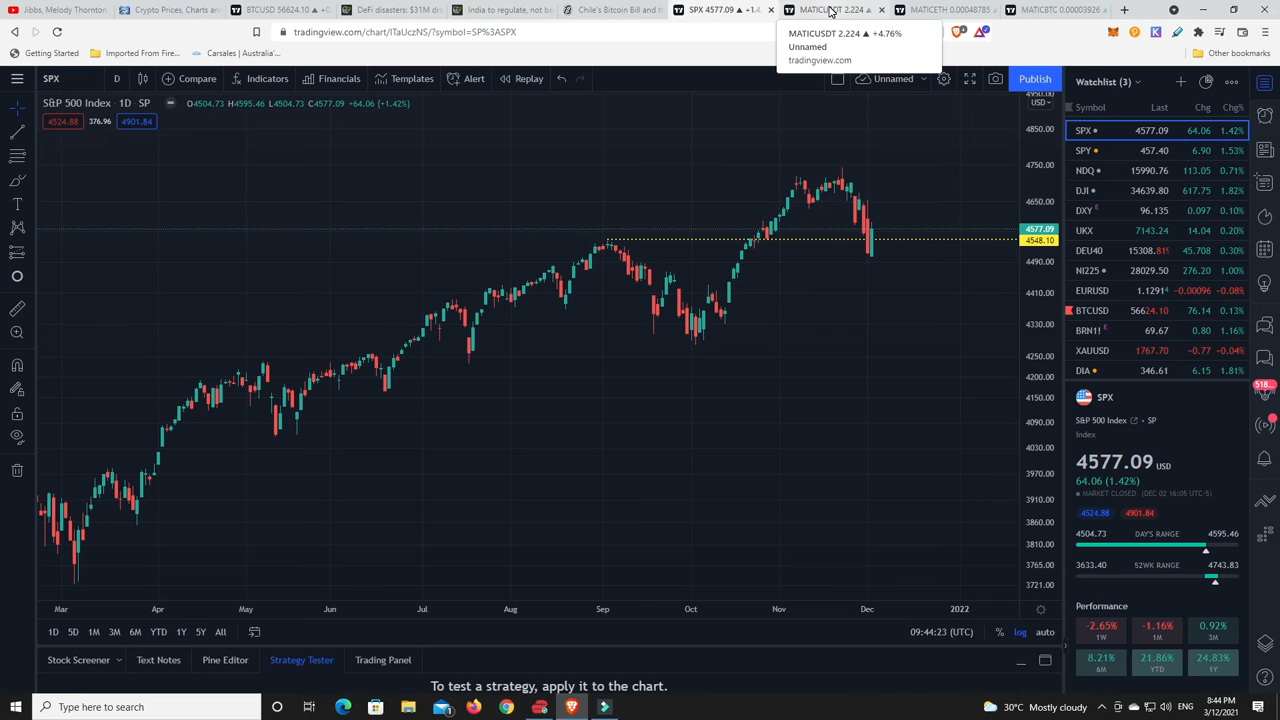 Jibbs, Melody Tornton
Crypto Prices, Charts an
BTCUSD 56624.10 ▲ +0
DeFi disasters: $31M dr
India to regulate, not ba
Chile's Bitcoin Bill and
SPX 4577.09 ▲ +1.4
MATICUSDT 2.224 ▲
MATICETH 0.00048785
MATICBTC 0.00003926
tradingview.com/chart/ITaUczNS/?symbol=SP%3ASPX
MATICUSDT 2.224 ▲ +4.76%
Unnamed
tradingview.com
Getting Started
Imported From Fire...
Carsales | Australia'...
Other bookmarks
SPX
D
Compare
Indicators
Financials
Templates
Alert
Replay
Unnamed
Publish
S&P 500 Index · 1D · SP
O4504.73 H4595.46 L4504.73 C4577.09 +64.06 (+1.42%)
4524.88 376.96 4901.84
USD
4850.00
4750.00
4650.00
4577.09
4548.10
4490.00
4410.00
4330.00
4250.00
4200.00
4150.00
4090.00
4030.00
3970.00
3910.00
3860.00
3810.00
3765.00
3721.00
Mar Apr May Jun Jul Aug Sep Oct Nov Dec 2022
1D 5D 1M 3M 6M YTD 1Y 5Y All
09:44:23 (UTC) % log auto
Stock Screener
Text Notes
Pine Editor
Strategy Tester
Trading Panel
To test a strategy, apply it to the chart.
Watchlist (3)
Symbol Last Chg Chg%
SPX 4577.09 64.06 1.42%
SPY 457.40 6.90 1.53%
NDQ 15990.76 113.05 0.71%
DJI 34639.80 617.75 1.82%
DXY E 96.135 0.097 0.10%
UKX 7143.24 14.04 0.20%
DEU40 15308.81 45.708 0.30%
NI225 28029.50 276.20 1.00%
EURUSD 1.12914 −0.00096 −0.08%
BTCUSD 56624.10 76.14 0.13%
BRN1! E 69.67 0.80 1.16%
XAUUSD 1767.70 −0.77 −0.04%
DIA 346.61 6.15 1.81%
518...
SPX
S&P 500 Index · SP
Index
4577.09 USD
64.06 (1.42%)
MARKET CLOSED (DEC 02 16:05 UTC-5)
4524.88 4901.84
4504.73 DAY'S RANGE 4595.46
3633.40 52WK RANGE 4743.83
Performance
-2.65% -1.16% 0.92%
1W 1M 3M
8.21% 21.86% 24.83%
6M YTD 1Y
Type here to search
30°C Mostly cloudy
ENG
8:44 PM
3/12/2021